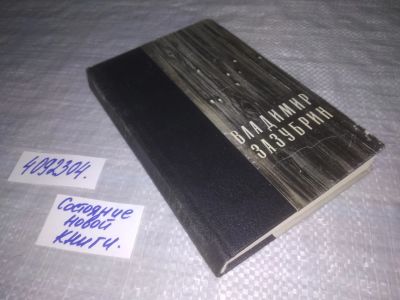 ВЛАДИМИР
ЗАЗУБРИН
4092304.
Состояние
новой
книги.